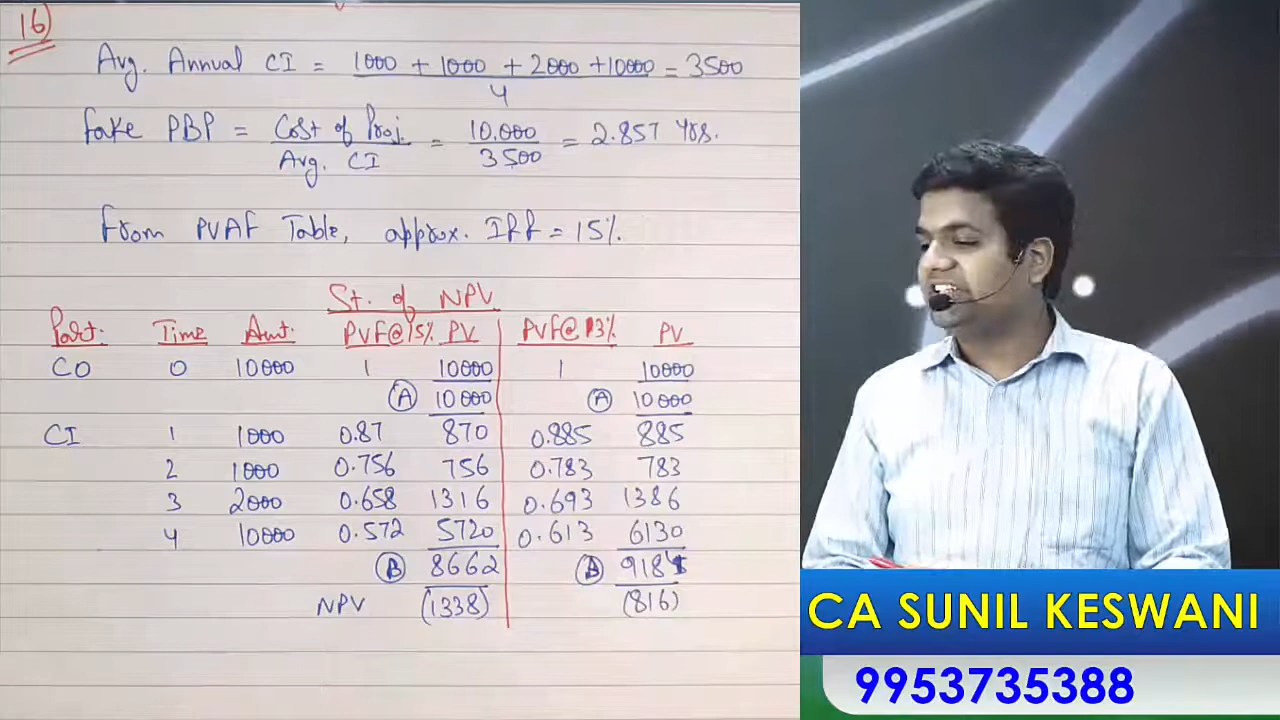 16)
Avg. Annual CI = 1000 + 1000 + 2000 + 10000 / 4 = 3500
fake PBP = Cost of Proj. / Avg. CI = 10,000 / 3500 = 2.857 Yrs.
From PVAF Table, approx. IRR = 15%.
St. of NPV
Part. Time Amt. PVF@15% PV PVF@13% PV
CO 0 10000 1 10000 1 10000
(A) 10000 (A) 10000
CI 1 1000 0.87 870 0.885 885
2 1000 0.756 756 0.783 783
3 2000 0.658 1316 0.693 1386
4 10000 0.572 5720 0.613 6130
(B) 8662 (B) 9184
NPV (1338) (816)
CA SUNIL KESWANI
9953735388